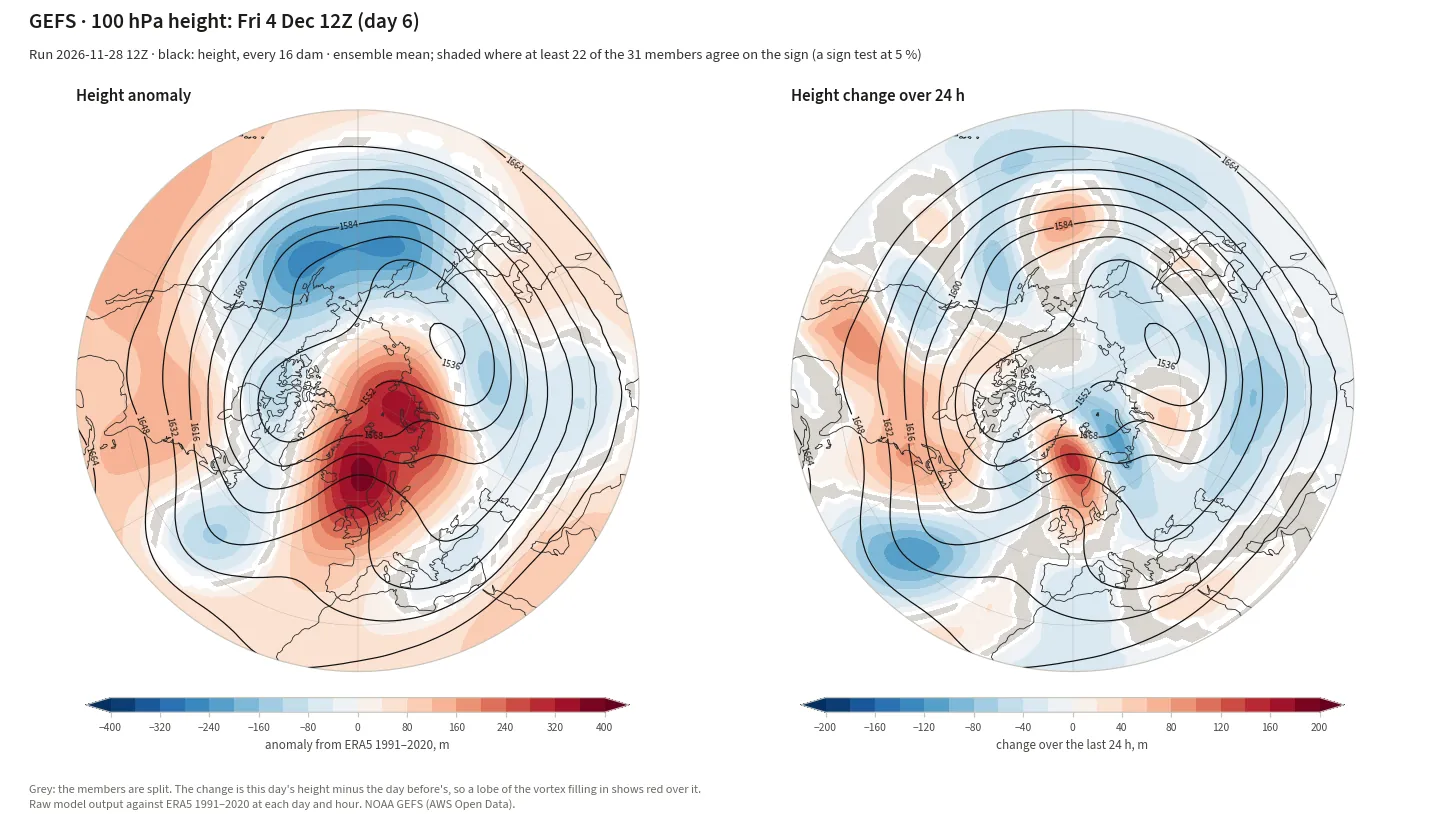 GEFS · 100 hPa height: Fri 4 Dec 12Z (day 6)
Run 2026-11-28 12Z · black: height, every 16 dam · ensemble mean; shaded where at least 22 of the 31 members agree on the sign (a sign test at 5 %)
Height anomaly
Height change over 24 h
1664
1584
1600
1536
1552
1568
1648
1632
1616
1664
1664
1584
1600
1536
1552
1568
1648
1632
1616
1664
−400 −320 −240 −160 −80 0 80 160 240 320 400
anomaly from ERA5 1991–2020, m
−200 −160 −120 −80 −40 0 40 80 120 160 200
change over the last 24 h, m
Grey: the members are split. The change is this day's height minus the day before's, so a lobe of the vortex filling in shows red over it.
Raw model output against ERA5 1991–2020 at each day and hour. NOAA GEFS (AWS Open Data).